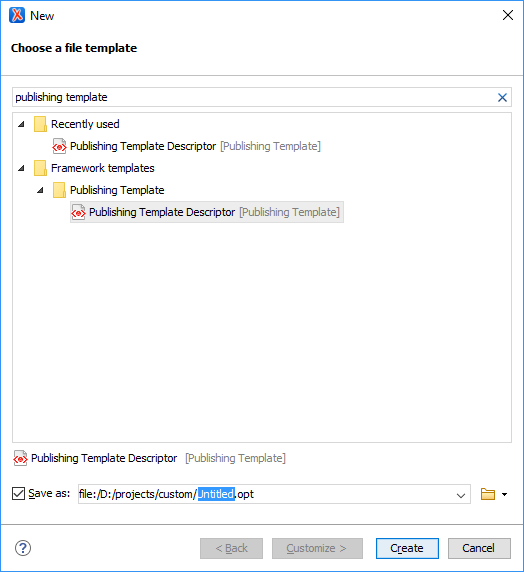 New
Choose a file template
publishing template
Recently used
Publishing Template Descriptor [Publishing Template]
Framework templates
Publishing Template
Publishing Template Descriptor [Publishing Template]
Publishing Template Descriptor [Publishing Template]
Save as: file:/D:/projects/custom/Untitled.opt
? < Back Customize > Create Cancel